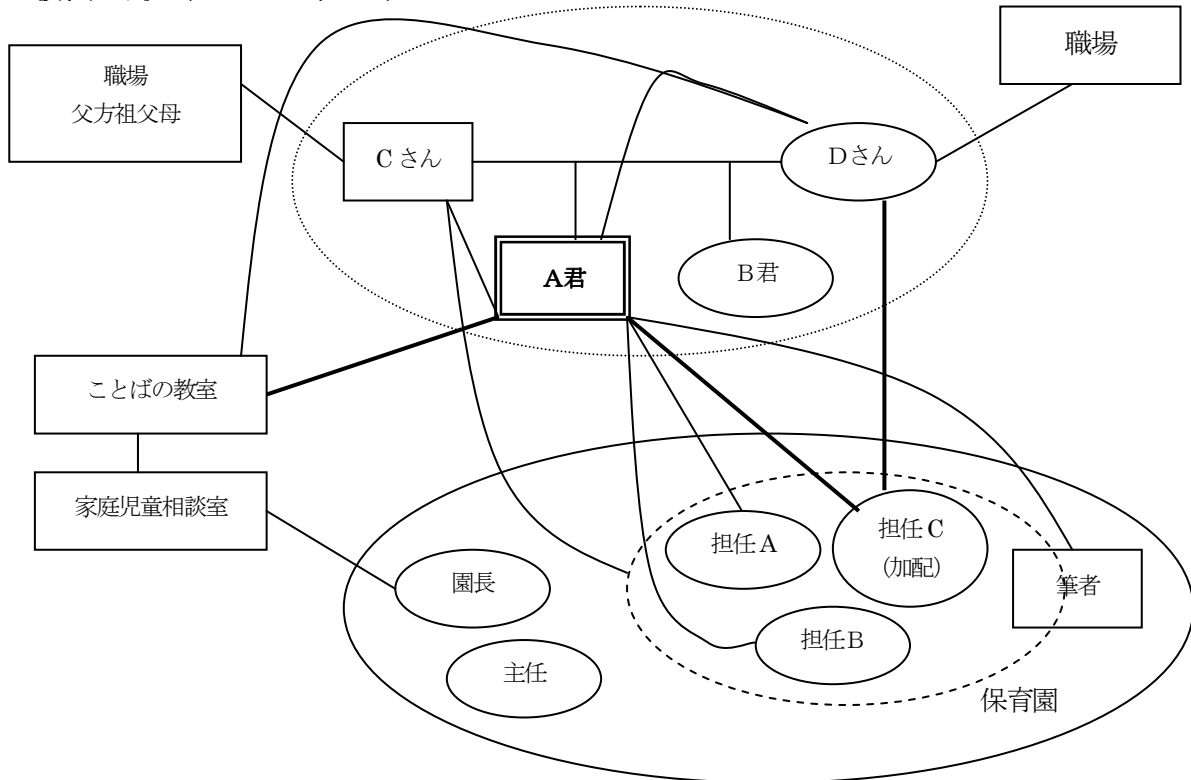 職場
職場
父方祖父母
Cさん
Dさん
A君
B君
ことばの教室
家庭児童相談室
担任A
担任C
(加配)
園長
筆者
担任B
主任
保育園